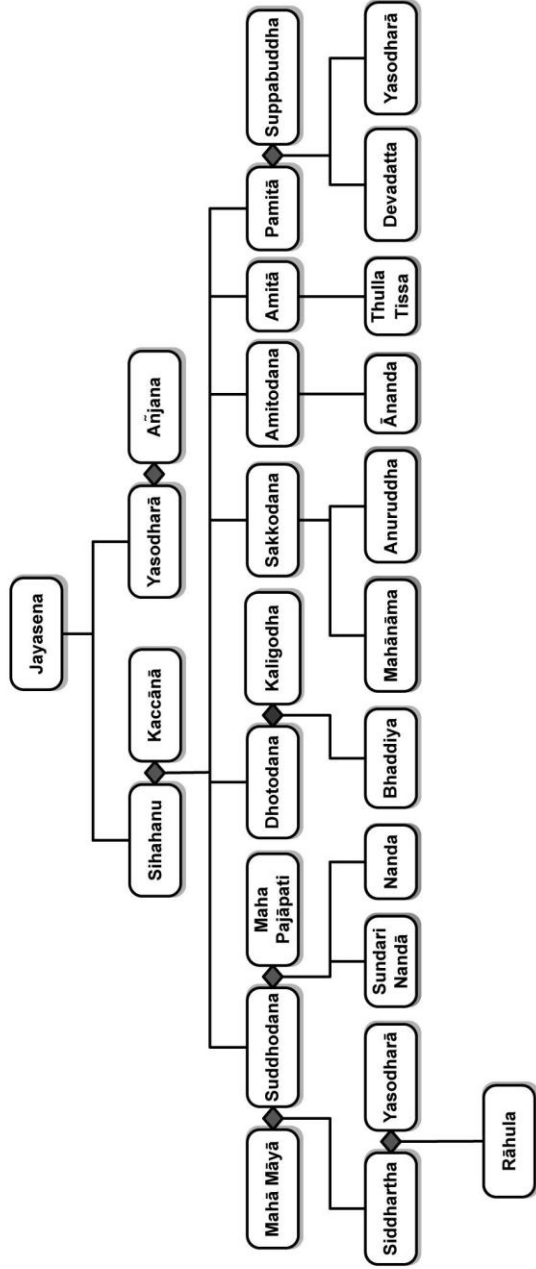 Jayasena
Sihahanu
Kaccānā
Yasodharā
Añjana
Mahā Māyā
Suddhodana
Maha
Pajāpati
Dhotodana
Kaligodha
Sakkodana
Amitodana
Amitā
Pamitā
Suppabuddha
Siddhartha
Yasodharā
Sundari
Nandā
Nanda
Bhaddiya
Mahānāma
Anuruddha
Ānanda
Thulla
Tissa
Devadatta
Yasodharā
Rāhula